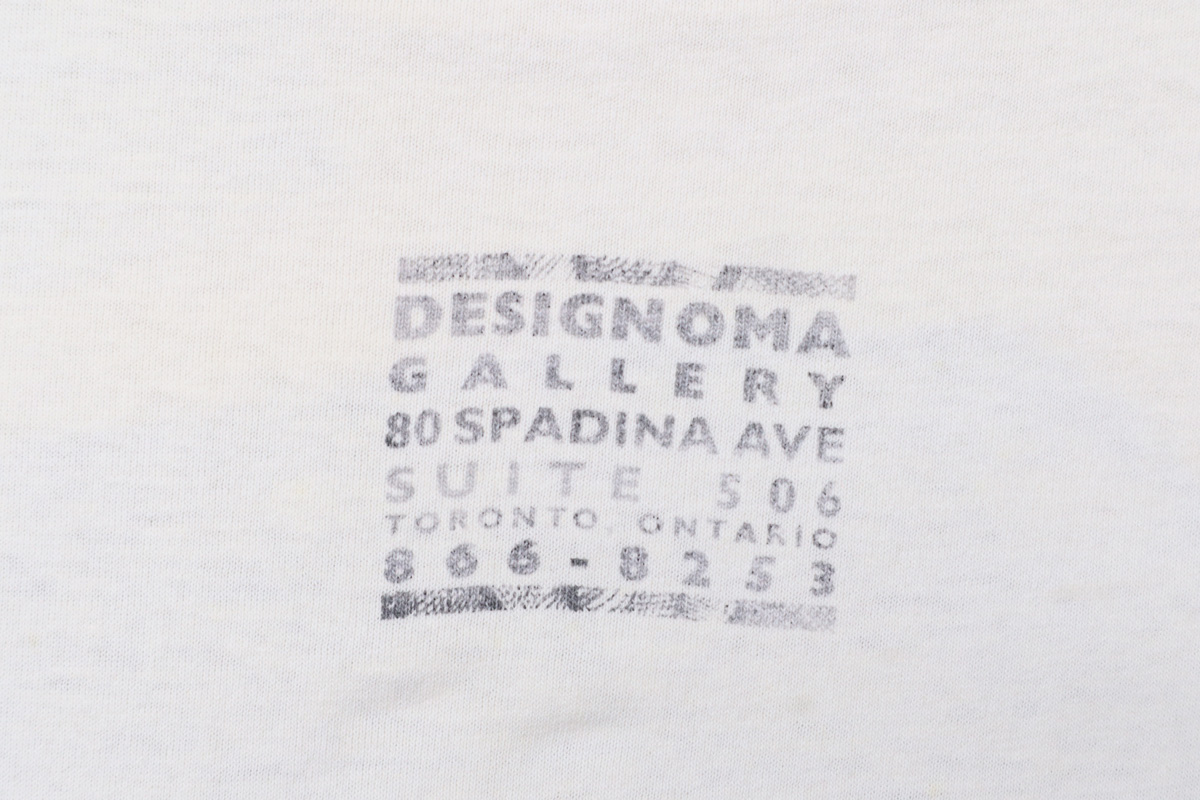 DESIGNOMA
GALLERY
80 SPADINA AVE
SUITE 506
TORONTO, ONTARIO
866-8253